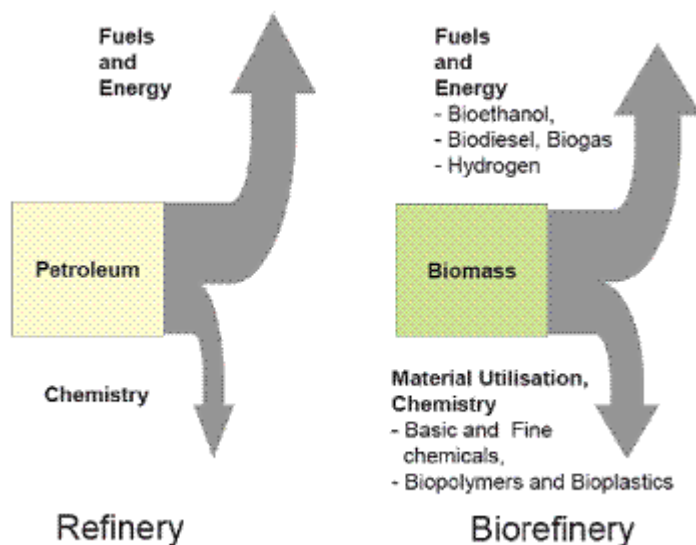 Fuels
and
Energy
Petroleum
Chemistry
Refinery
Fuels
and
Energy
- Bioethanol,
- Biodiesel, Biogas
- Hydrogen
Biomass
Material Utilisation,
Chemistry
- Basic and Fine
chemicals,
- Biopolymers and Bioplastics
Biorefinery